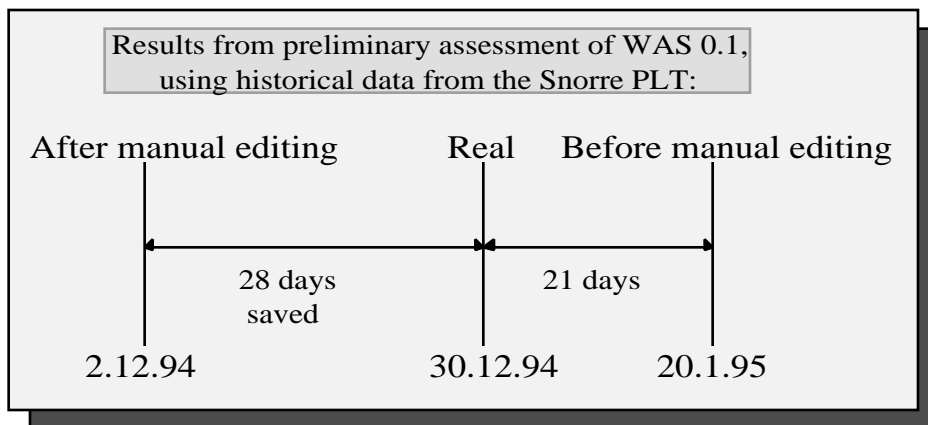 Results from preliminary assessment of WAS 0.1,
using historical data from the Snorre PLT:
After manual editing Real Before manual editing
28 days 21 days
saved
2.12.94 30.12.94 20.1.95